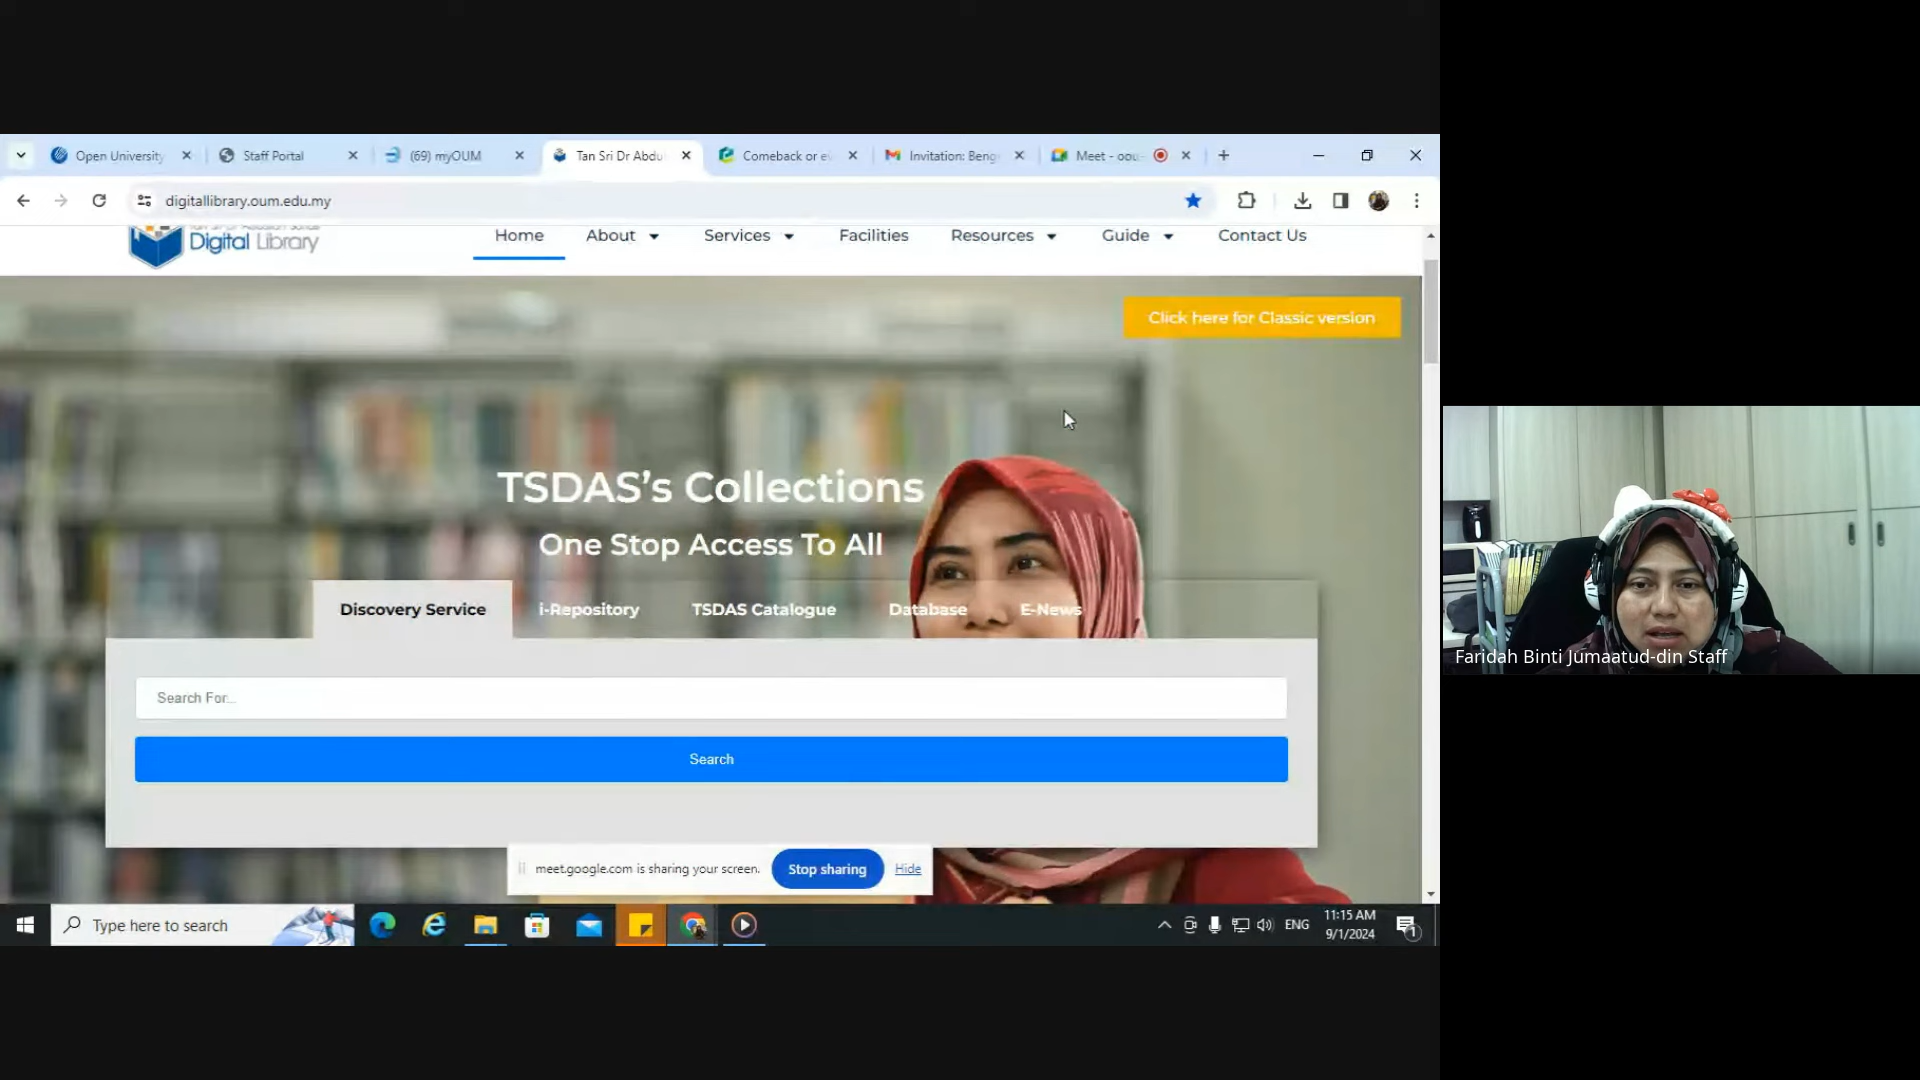 Open University
Staff Portal
(69) myOUM
Tan Sri Dr Abdu
Comeback or e
Invitation: Beng
Meet - oou-
digitallibrary.oum.edu.my
Digital Library
Home
About
Services
Facilities
Resources
Guide
Contact Us
Click here for Classic version
TSDAS's Collections
One Stop Access To All
Discovery Service
i-Repository
TSDAS Catalogue
Database
E-News
Search For...
Search
meet.google.com is sharing your screen.
Stop sharing
Hide
Type here to search
ENG
11:15 AM
9/1/2024
1
Faridah Binti Jumaatud-din Staff